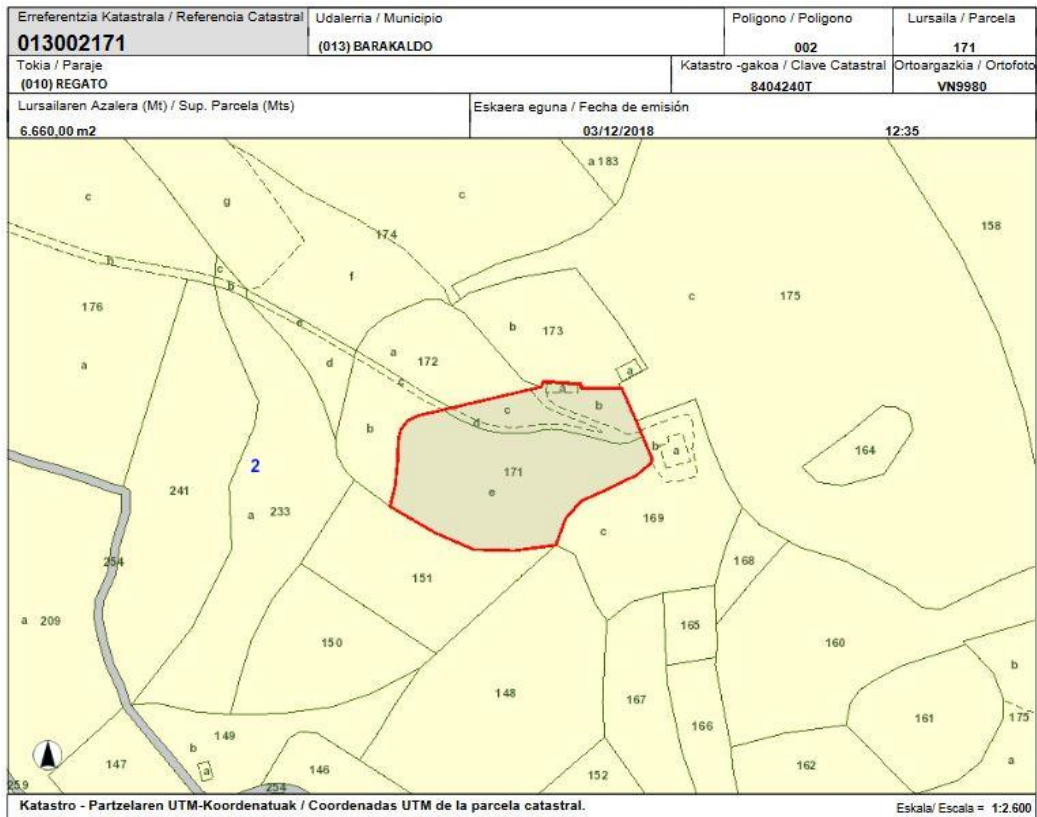 Erreferentzia Katastrala / Referencia Catastral
013002171
Udalerria / Municipio
(013) BARAKALDO
Poligono / Poligono
002
Lursaila / Parcela
171
Tokia / Paraje
(010) REGATO
Katastro -gakoa / Clave Catastral
8404240T
Ortoargazkia / Ortofoto
VN9980
Lursailaren Azalera (Mt) / Sup. Parcela (Mts)
6.660,00 m2
Eskaera eguna / Fecha de emisión
03/12/2018 12:35
a 183
c
g
c
158
174
h
c
b
f
176
c
175
e
b
173
a
d
a
172
c
a
a
b
c
b
d
b
b
a
164
2
171
241
e
a 233
169
c
254
168
151
a 209
165
150
160
b
148
167
166
161
175
149
b
a
147
a
146
162
152
259
254
Katastro - Partzelaren UTM-Koordenatuak / Coordenadas UTM de la parcela catastral.
Eskala/ Escala = 1:2.600